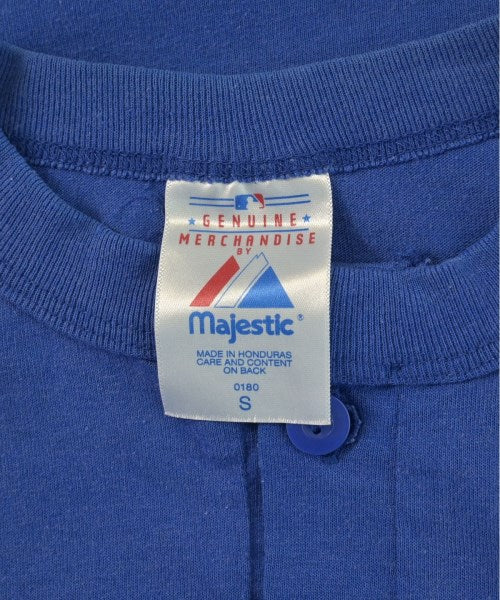 GENUINE
MERCHANDISE
BY
Majestic®
MADE IN HONDURAS
CARE AND CONTENT
ON BACK
0180
S